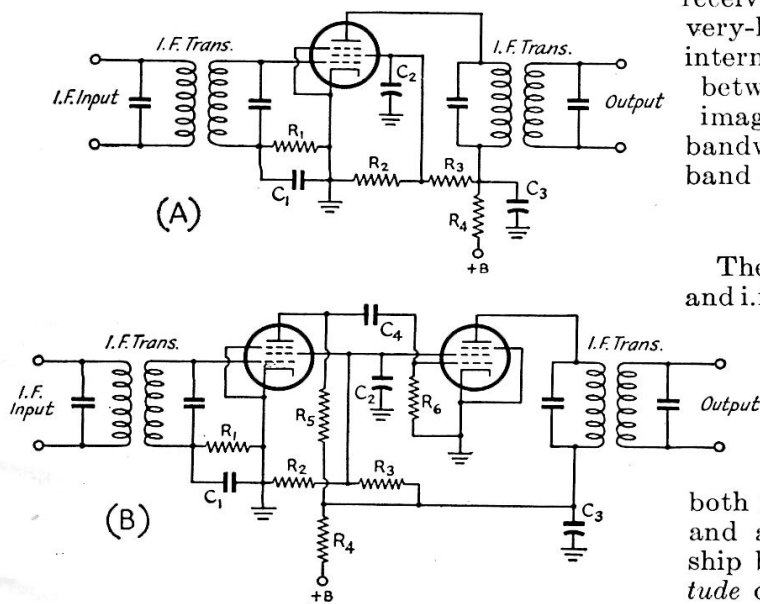 I.F. Trans.
I.F. Input
C2
I.F. Trans.
Output
R1
C1
R2
R3
C3
R4
+B
(A)
I.F. Trans.
I.F.
Input
C4
I.F. Trans.
Output
R5
C2
R6
R1
R2
R3
C1
C3
R4
+B
(B)
very-
intern
betw
imag
bandw
band
The
and i.f
both
and a
ship b
tude